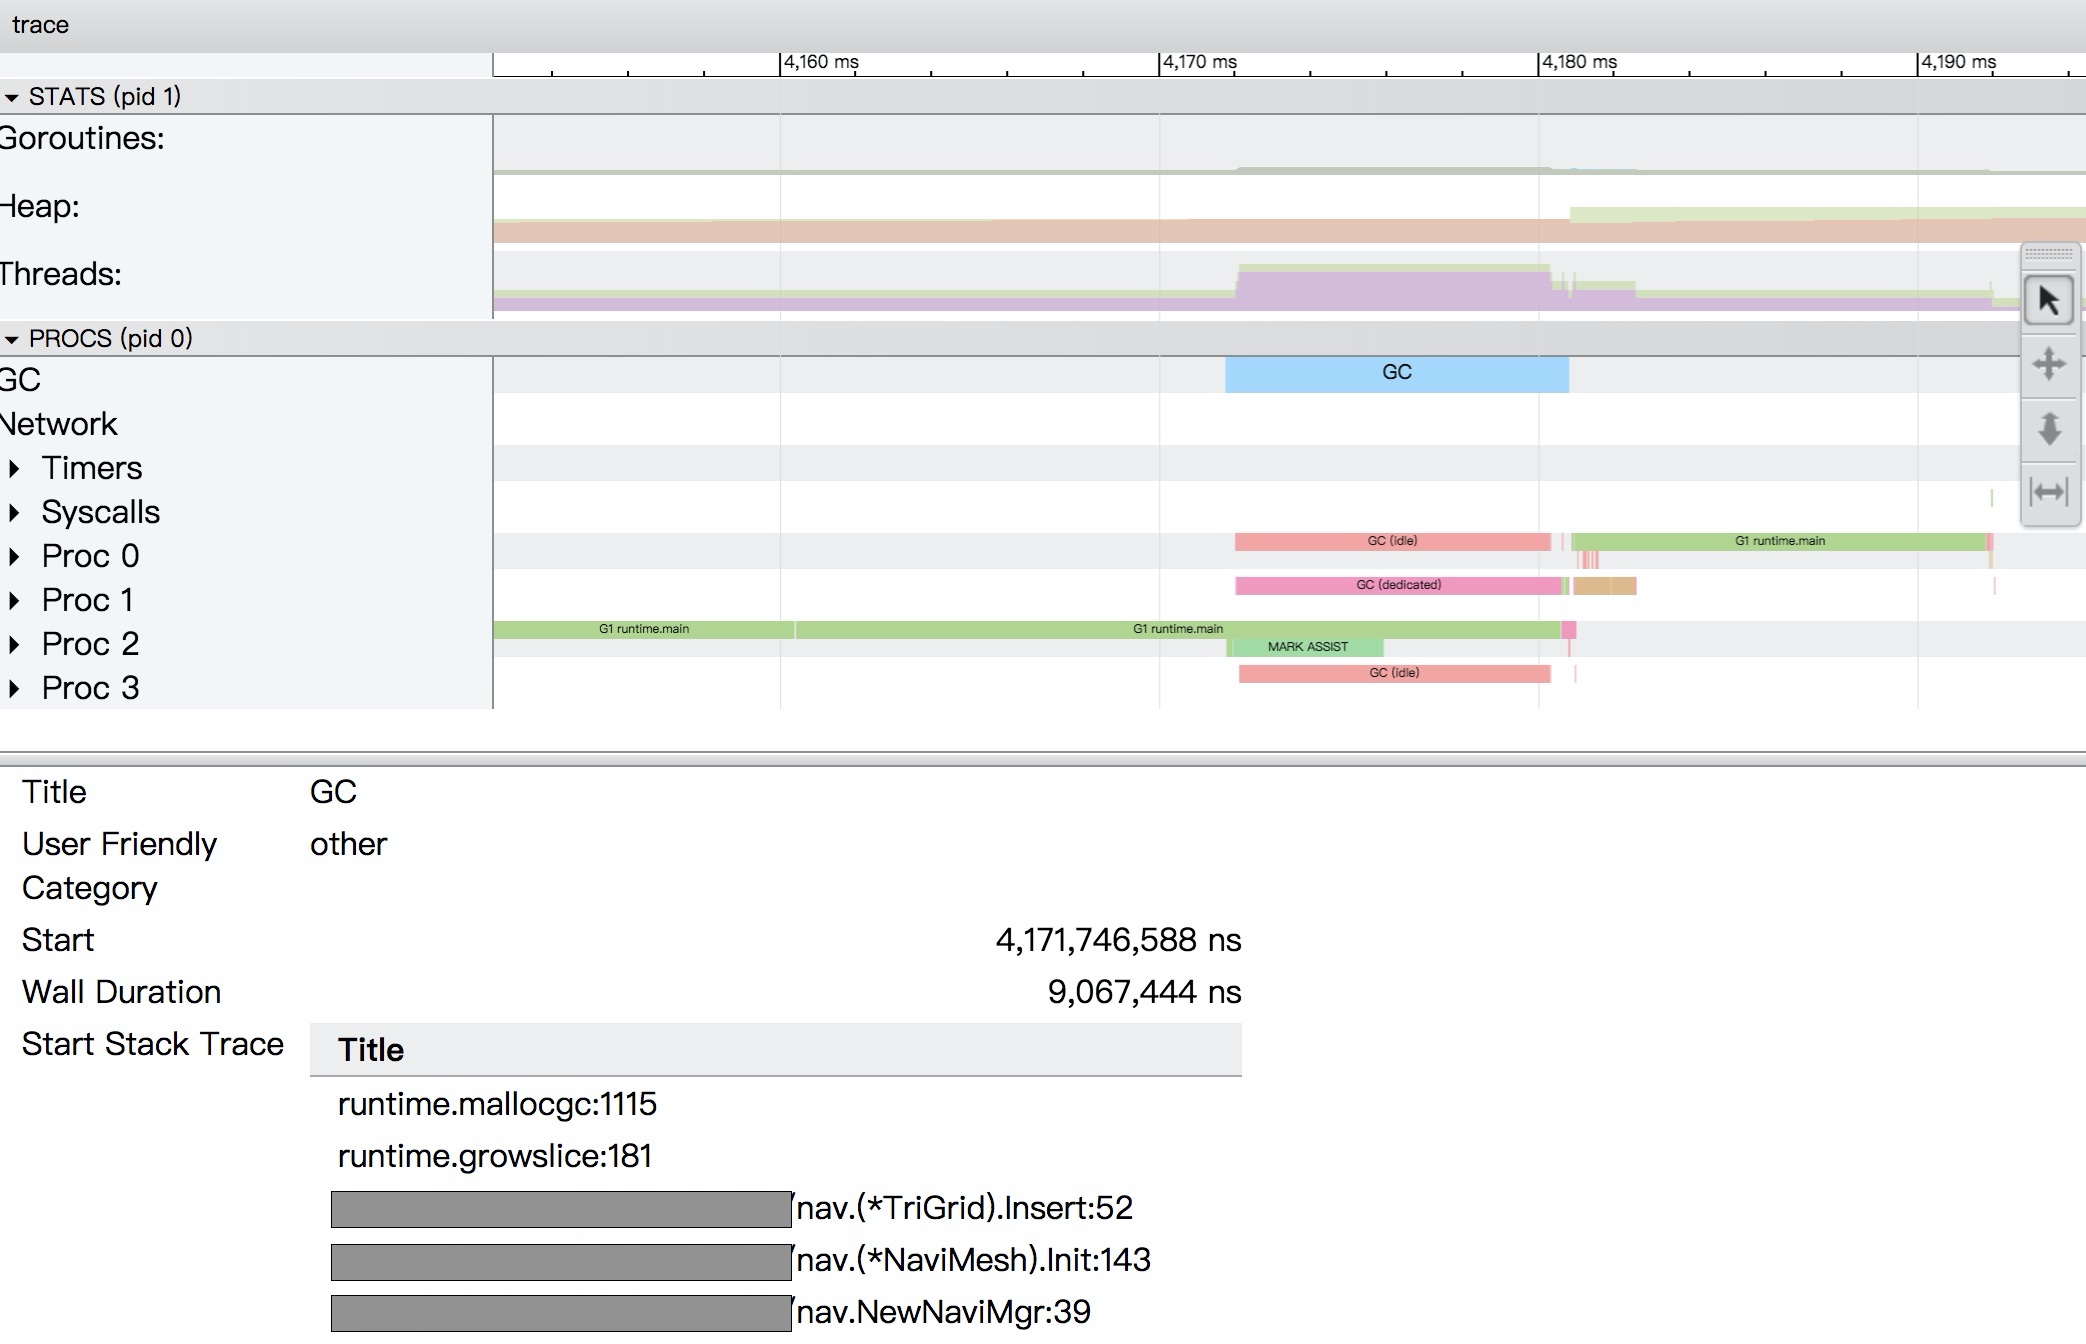 trace
4,160 ms 4,170 ms 4,180 ms 4,190 ms
STATS (pid 1)
Goroutines:
Heap:
Threads:
PROCS (pid 0)
GC GC
Network
Timers
Syscalls
Proc 0 GC (idle) G1 runtime.main
Proc 1 GC (dedicated)
Proc 2 G1 runtime.main G1 runtime.main
MARK ASSIST
Proc 3 GC (idle)
Title GC
User Friendly other
Category
Start 4,171,746,588 ns
Wall Duration 9,067,444 ns
Start Stack Trace Title
runtime.mallocgc:1115
runtime.growslice:181
/nav.(*TriGrid).Insert:52
/nav.(*NaviMesh).Init:143
/nav.NewNaviMgr:39